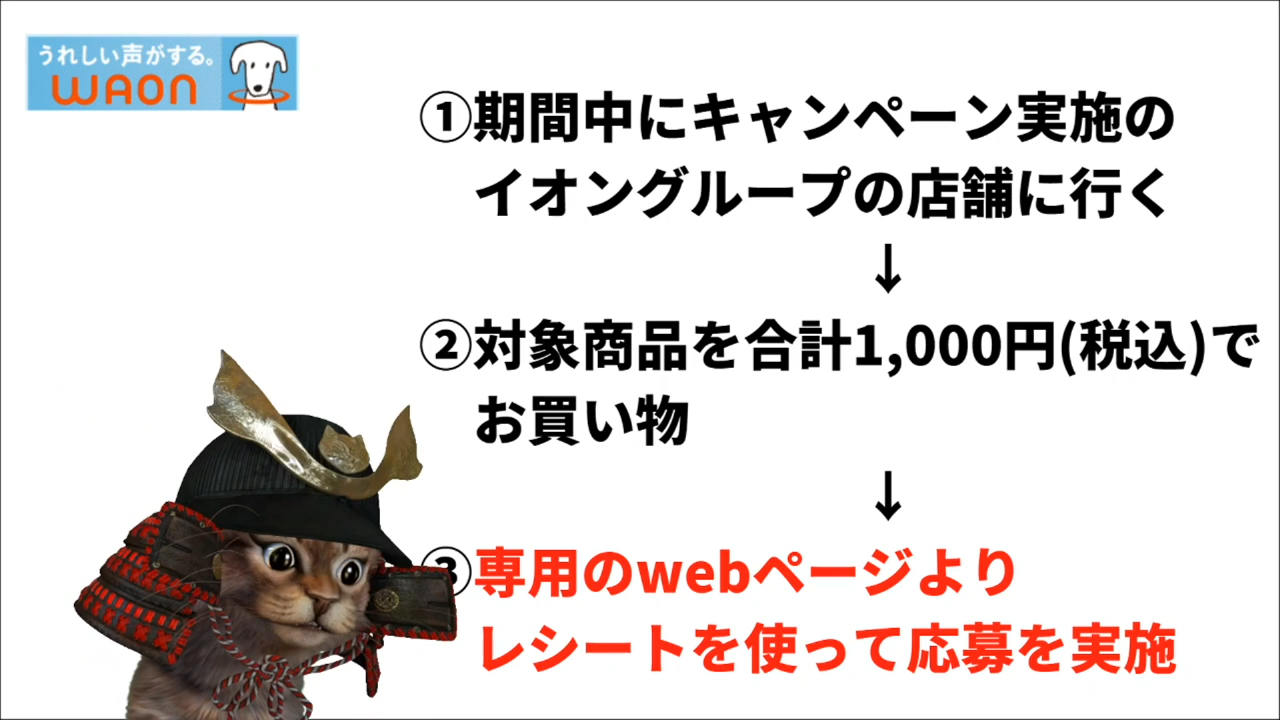 うれしい声がする。
WAON
①期間中にキャンペーン実施の
イオングループの店舗に行く
↓
②対象商品を合計1,000円(税込)で
お買い物
↓
③専用のwebページより
レシートを使って応募を実施